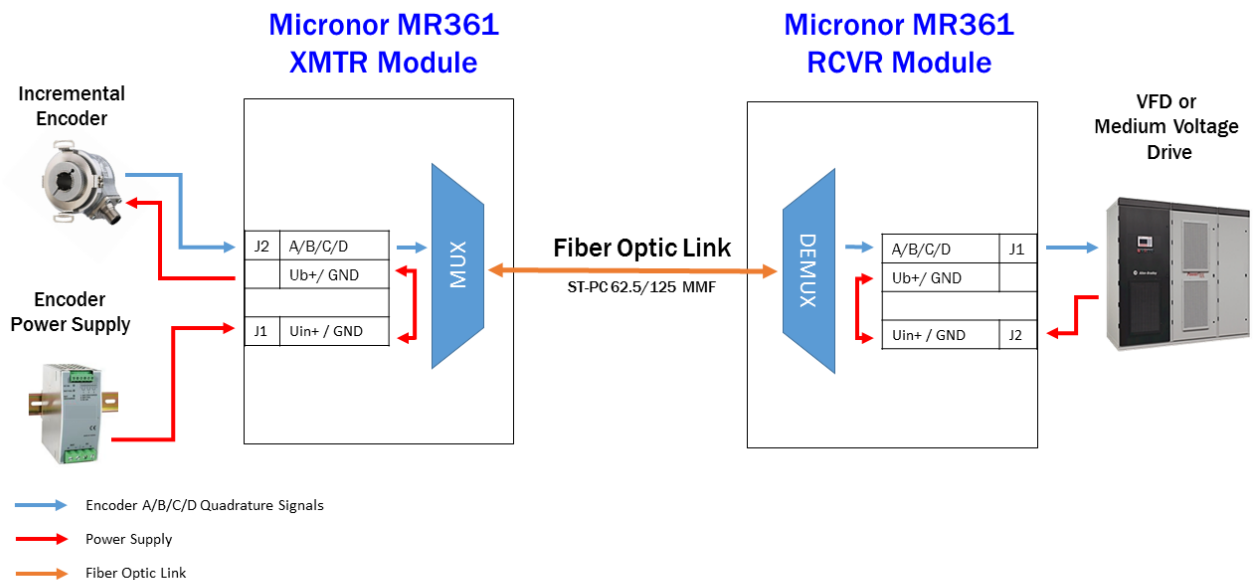 Micronor MR361
XMTR Module
Micronor MR361
RCVR Module
Incremental
Encoder
VFD or
Medium Voltage
Drive
J2 A/B/C/D
Ub+/ GND
J1 Uin+ / GND
MUX
Fiber Optic Link
ST-PC 62.5/125 MMF
DEMUX
A/B/C/D J1
Ub+/ GND
Uin+ / GND J2
Encoder
Power Supply
Encoder A/B/C/D Quadrature Signals
Power Supply
Fiber Optic Link